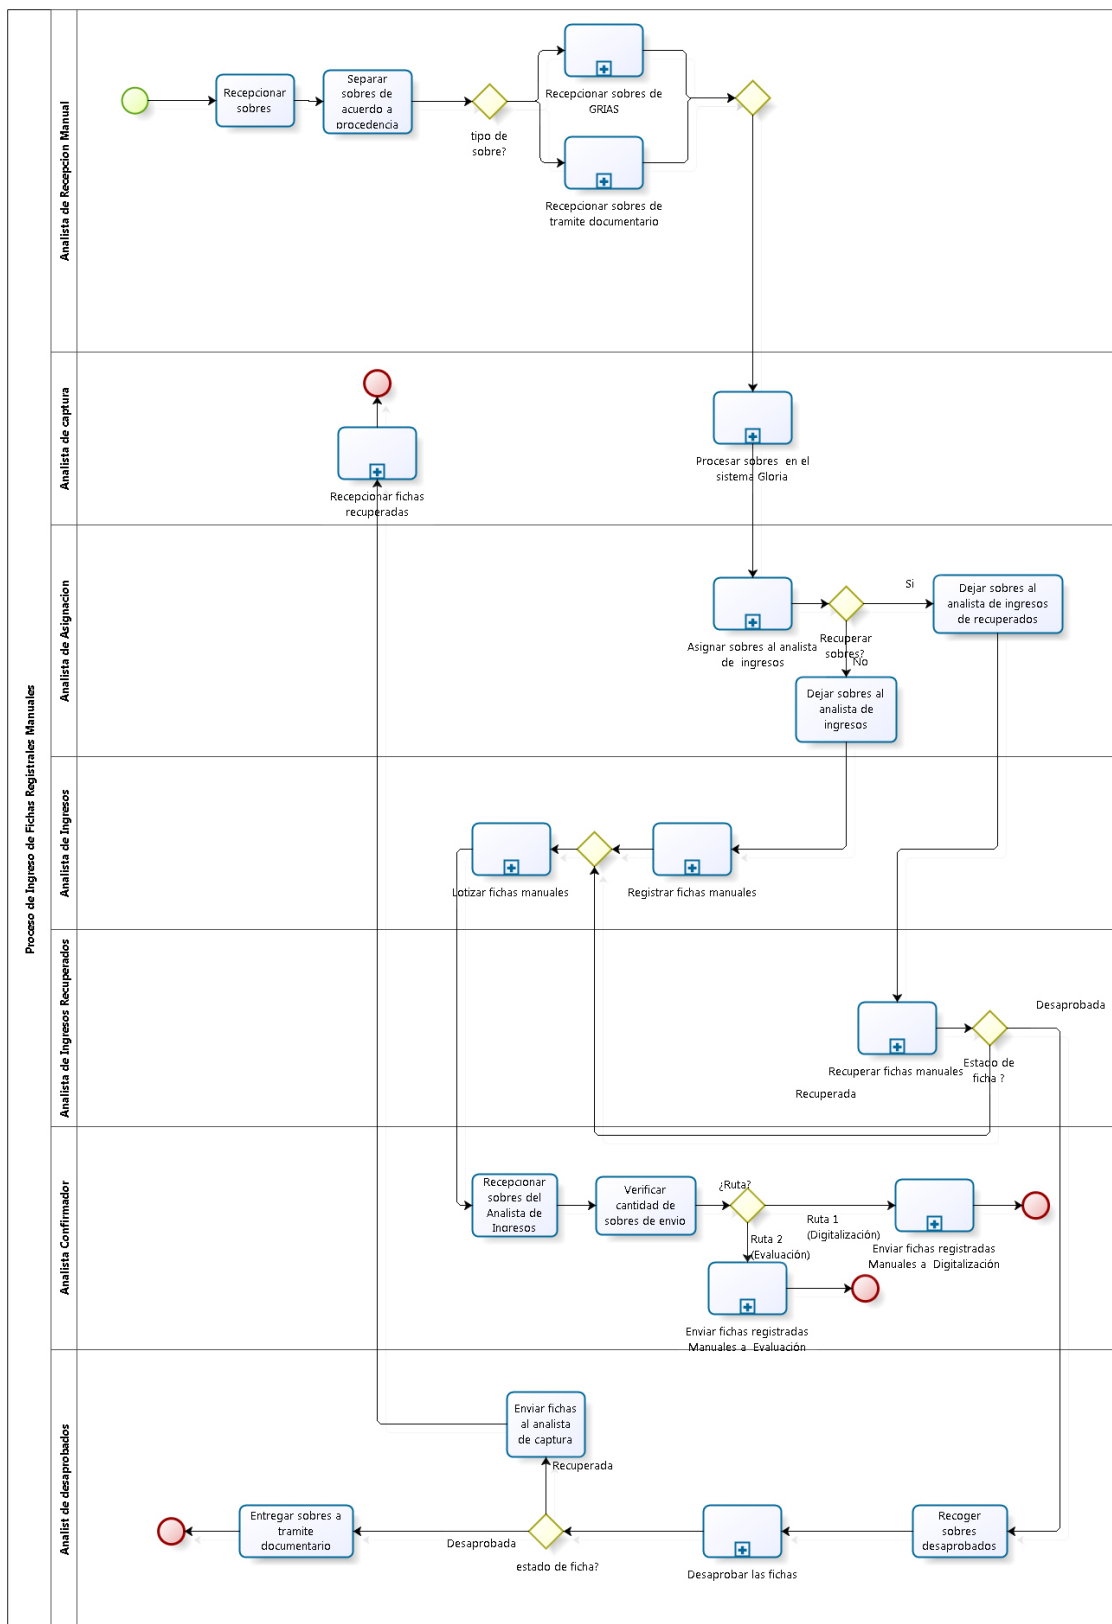 Proceso de Ingreso de Fichas Registrales Manuales
Analista de Recepcion Manual
Recepcionar
sobres
Separar
sobres de
acuerdo a
procedencia
tipo de
sobre?
Recepcionar sobres de
GRIAS
Recepcionar sobres de
tramite documentario
Analista de captura
Recepcionar fichas
recuperadas
Procesar sobres en el
sistema Gloria
Analista de Asignacion
Asignar sobres al analista
de ingresos
Recuperar
sobres?
Si
No
Dejar sobres al
analista de ingresos
de recuperados
Dejar sobres al
analista de
ingresos
Analista de Ingresos
Lotizar fichas manuales
Registrar fichas manuales
Analista de Ingresos Recuperados
Recuperar fichas manuales
Estado de
ficha ?
Desaprobada
Recuperada
Analista Confirmador
Recepcionar
sobres del
Analista de
Ingresos
Verificar
cantidad de
sobres de envio
¿Ruta?
Ruta 1
(Digitalización)
Ruta 2
(Evaluación)
Enviar fichas registradas
Manuales a Digitalización
Enviar fichas registradas
Manuales a Evaluación
Analist de desaprobados
Enviar fichas
al analista
de captura
Recuperada
Entregar sobres a
tramite
documentario
Desaprobada
estado de ficha?
Desaprobar las fichas
Recoger
sobres
desaprobados